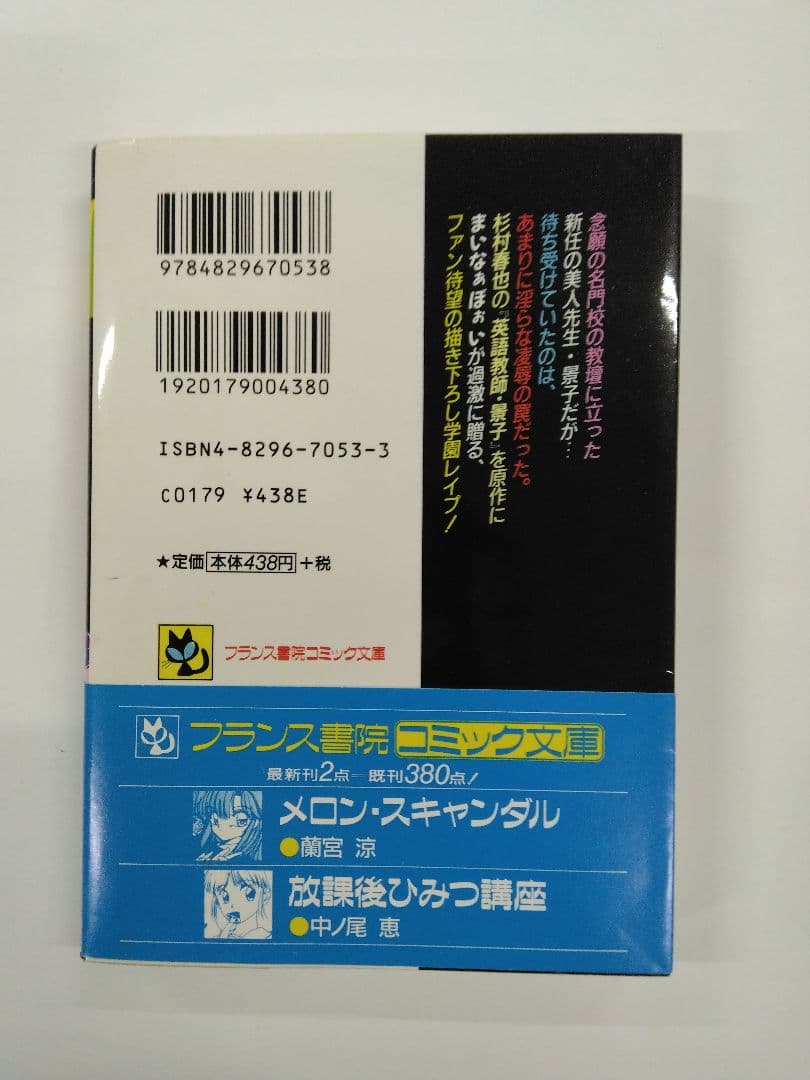 念願の名門校の教壇に立った
新任の美人先生・景子だが…
待ち受けていたのは、
あまりに淫らな凌辱の罠だった。
杉村春也の『英語教師・景子』を原作に
まいなぁぼぉいが過激に贈る、
ファン待望の描き下ろし学園レイプ!
9784829670538
1920179004380
ISBN4-8296-7053-3
C0179 ¥438E
★定価本体438円+税
フランス書院コミック文庫
フランス書院コミック文庫
最新刊2点=既刊380点!
メロン・スキャンダル
●蘭宮 涼
放課後ひみつ講座
●中ノ尾 恵